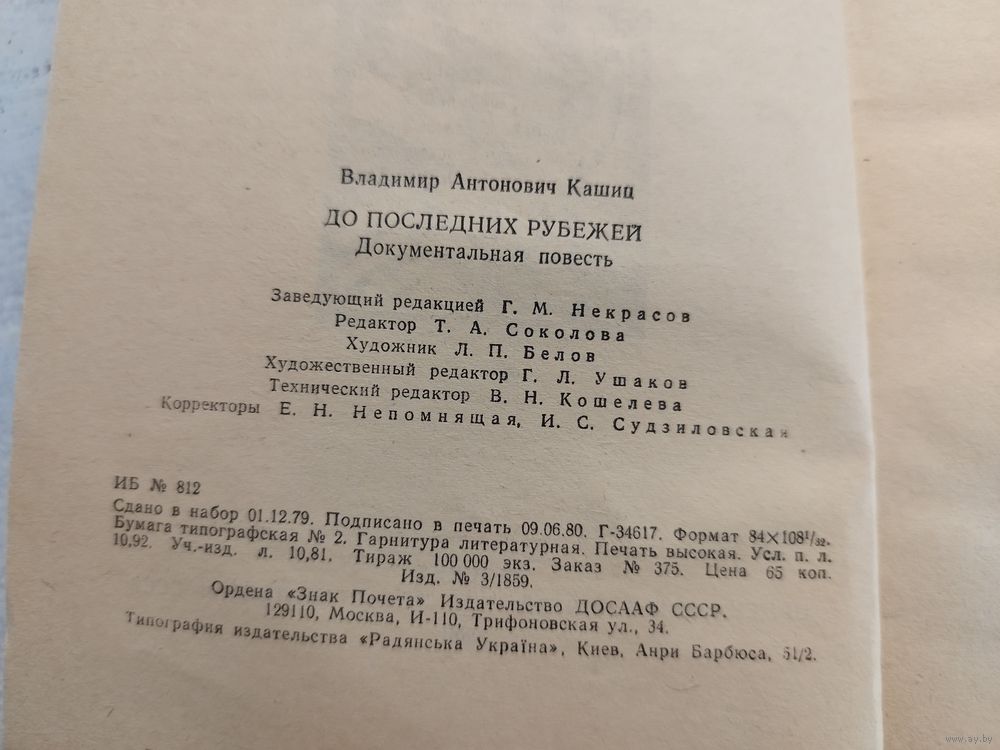 Владимир Антонович Кашиц
ДО ПОСЛЕДНИХ РУБЕЖЕЙ
Документальная повесть
Заведующий редакцией Г. М. Некрасов
Редактор Т. А. Соколова
Художник Л. П. Белов
Художественный редактор Г. Л. Ушаков
Технический редактор В. Н. Кошелева
Корректоры Е. Н. Непомнящая, И. С. Судзиловская
ИБ № 812
Сдано в набор 01.12.79. Подписано в печать 09.06.80. Г-34617. Формат 84×108¹/₃₂.
Бумага типографская № 2. Гарнитура литературная. Печать высокая. Усл. п. л.
10,92. Уч.-изд. л. 10,81. Тираж 100 000 экз. Заказ № 375. Цена 65 коп.
Изд. № 3/1859.
Ордена «Знак Почета» Издательство ДОСААФ СССР.
129110, Москва, И-110, Трифоновская ул., 34.
Типография издательства «Радянська Україна», Киев, Анри Барбюса, 51/2.
www.ay.by